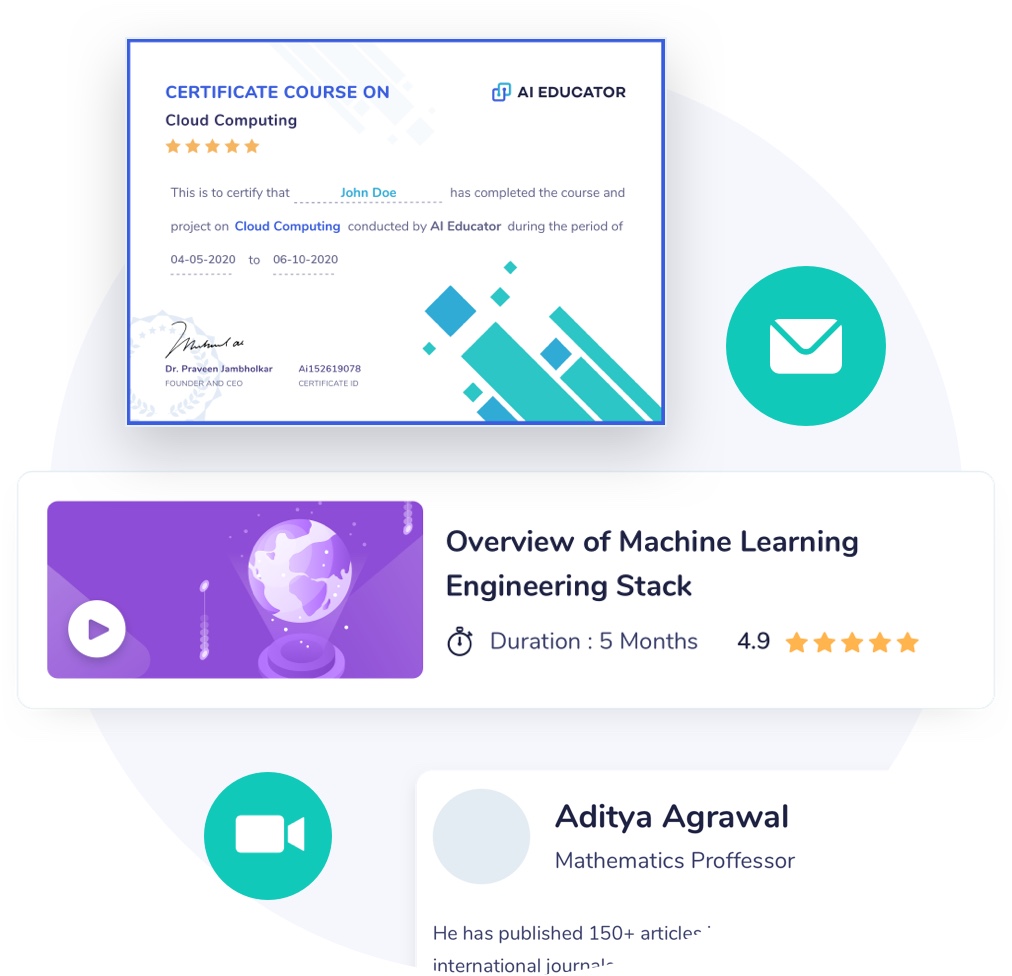 CERTIFICATE COURSE ON
AI EDUCATOR
Cloud Computing
This is to certify that John Doe has completed the course and
project on Cloud Computing conducted by AI Educator during the period of
04-05-2020 to 06-10-2020
Dr. Praveen Jambholkar Ai152619078
FOUNDER AND CEO CERTIFICATE ID
Overview of Machine Learning
Engineering Stack
Duration : 5 Months 4.9
Aditya Agrawal
Mathematics Proffessor
He has published 150+ articles
international journals